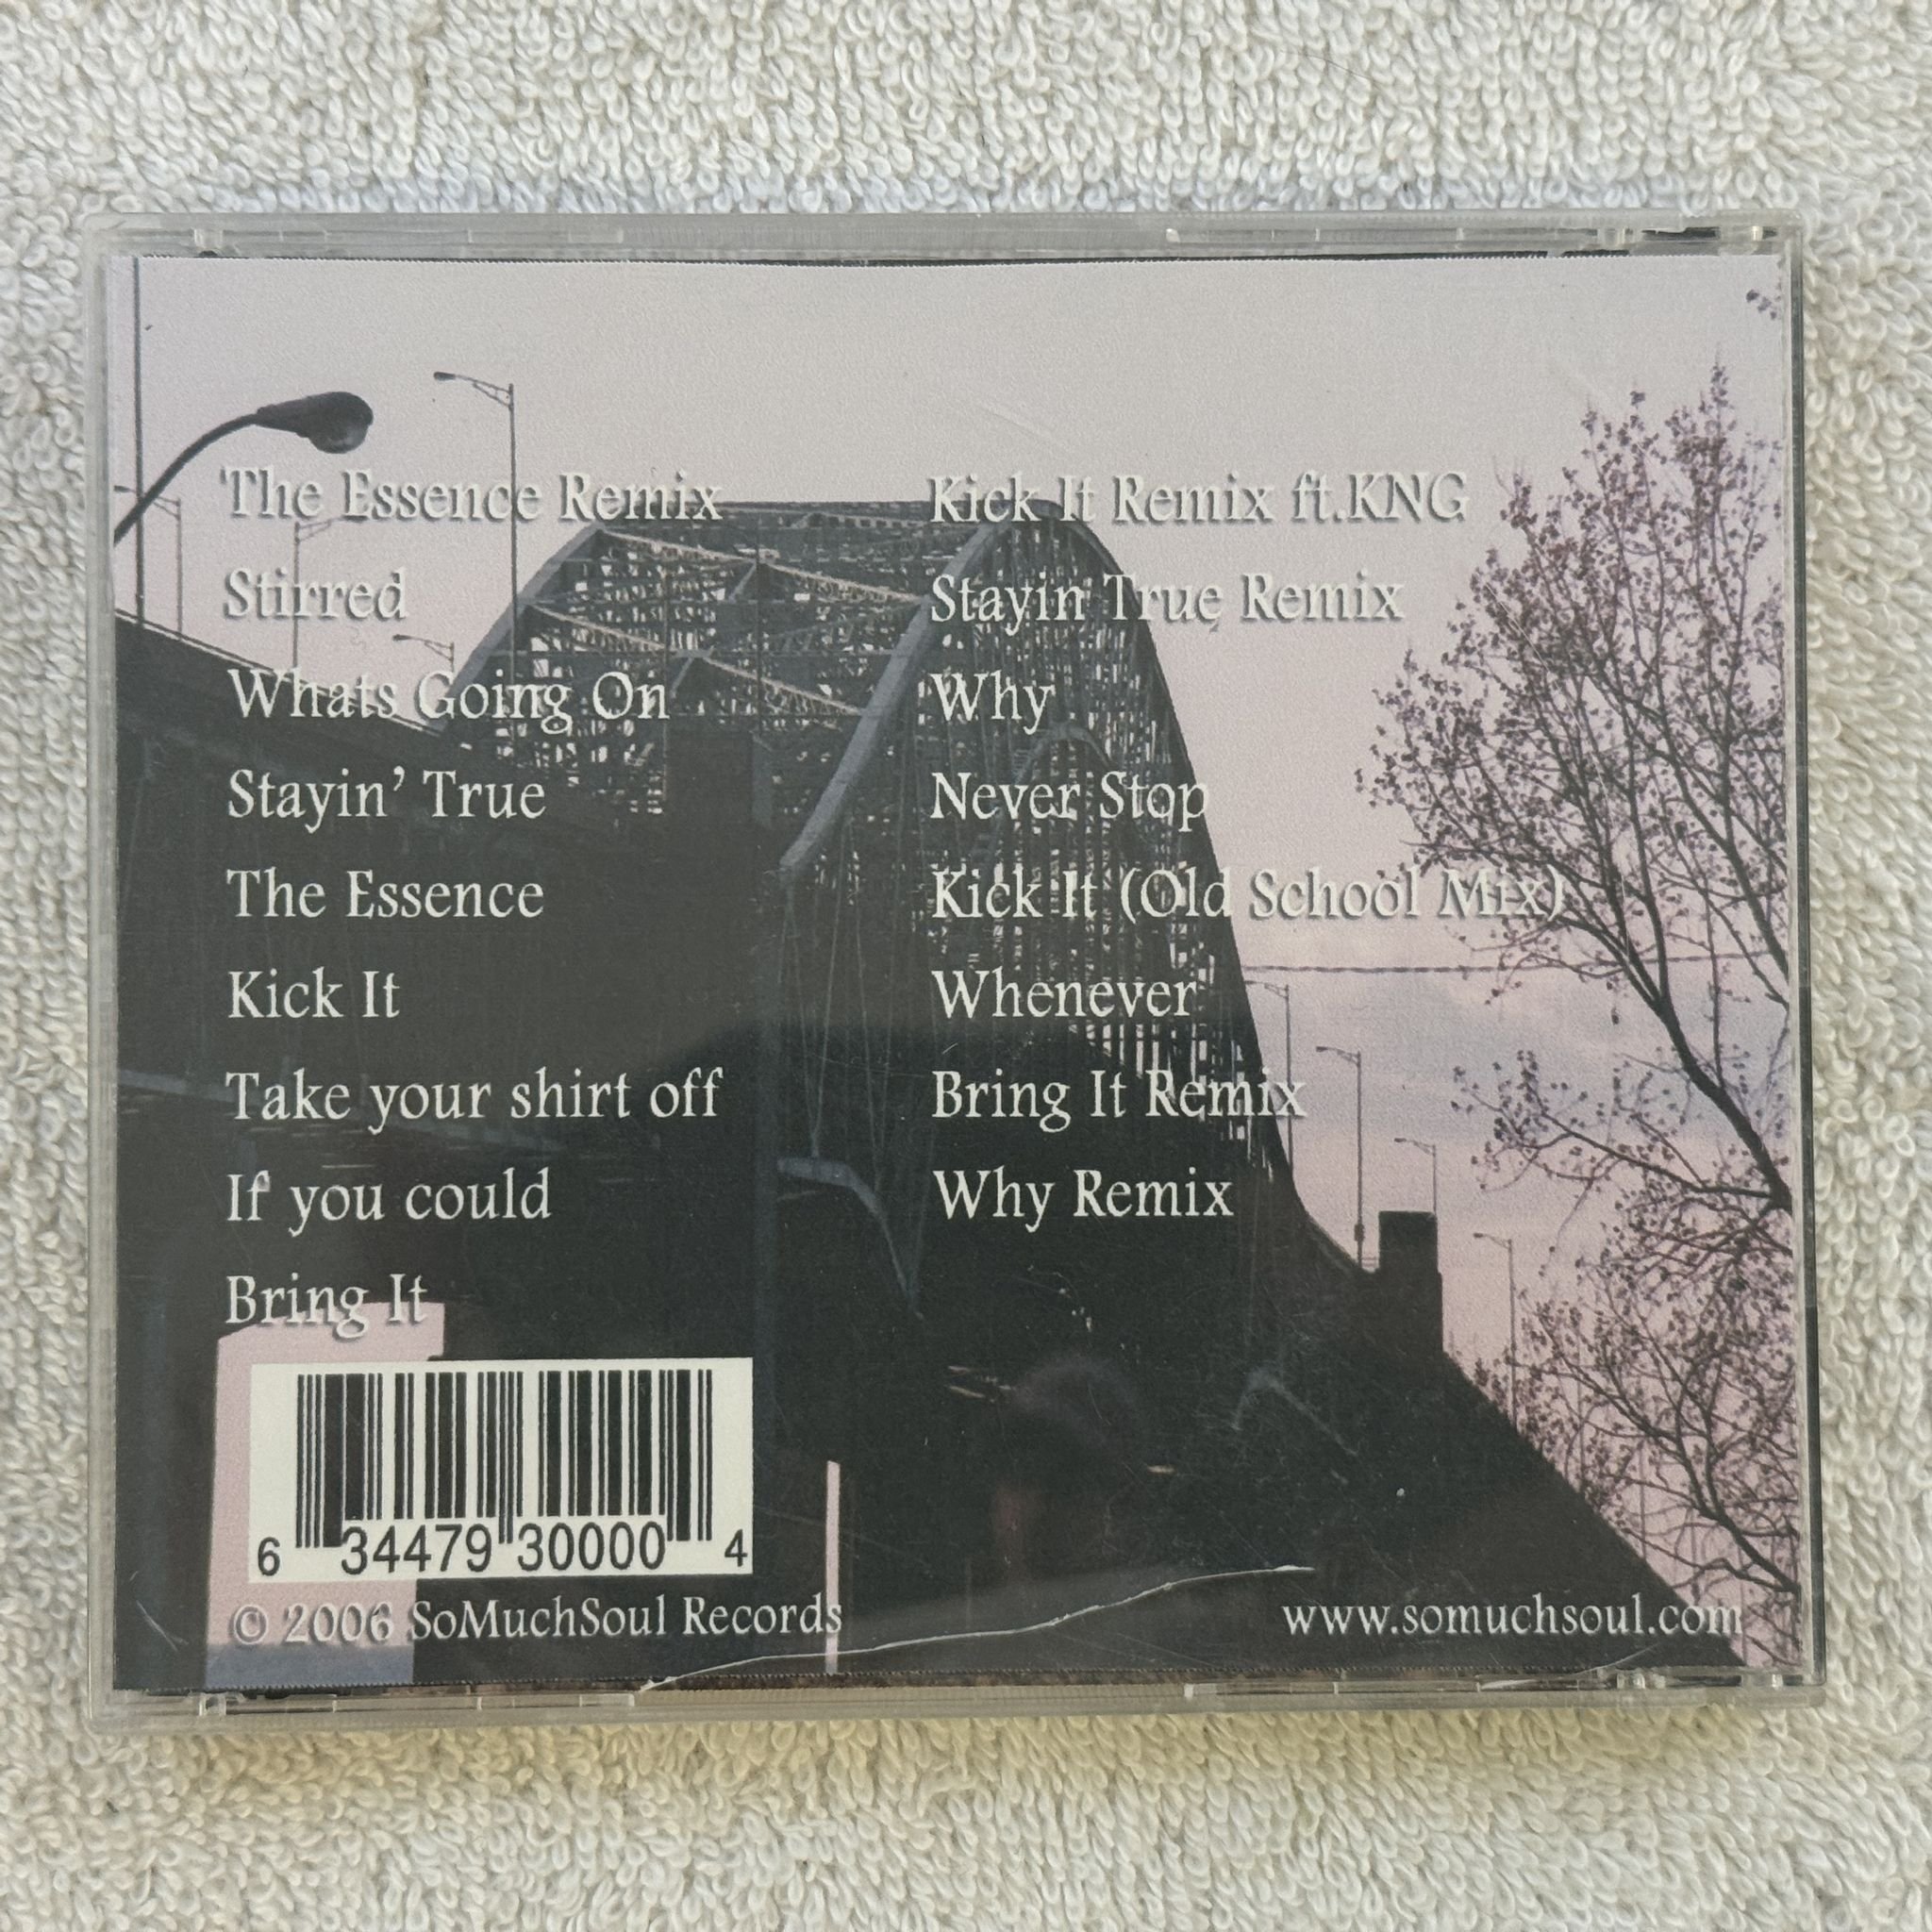 The Essence Remix
Stirred
Whats Going On
Stayin' True
The Essence
Kick It
Take your shirt off
If you could
Bring It
Kick It Remix ft.KNG
Stayin True Remix
Why
Never Stop
Kick It (Old School Mix)
Whenever
Bring It Remix
Why Remix
6 34479 30000 4
© 2006 SoMuchSoul Records
www.somuchsoul.com